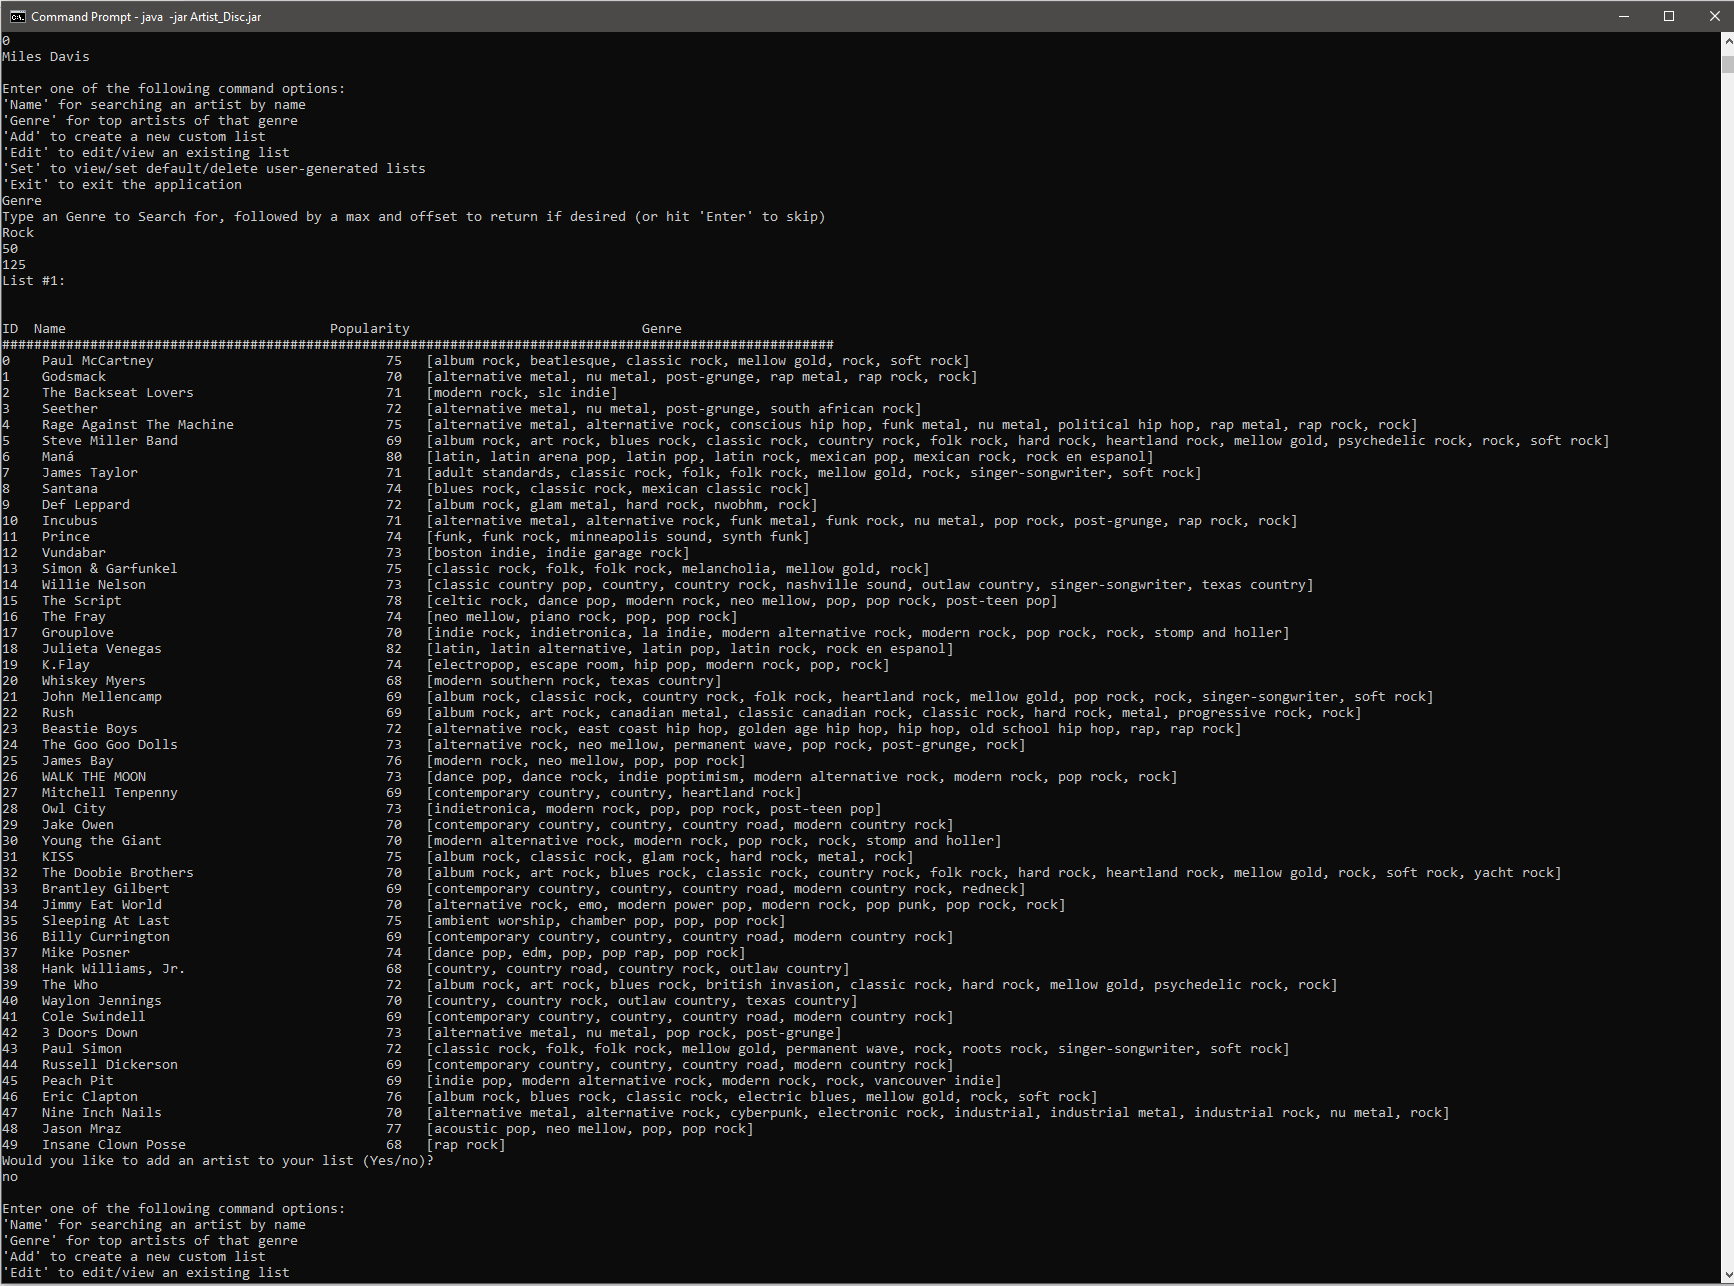 Command Prompt - java  -jar Artist_Disc.jar
0
Miles Davis
Enter one of the following command options:
'Name' for searching an artist by name
'Genre' for top artists of that genre
'Add' to create a new custom list
'Edit' to edit/view an existing list
'Set' to view/set default/delete user-generated lists
'Exit' to exit the application
Genre
Type an Genre to Search for, followed by a max and offset to return if desired (or hit 'Enter' to skip)
Rock
50
125
List #1:
ID  Name                                 Popularity                             Genre
########################################################################################################
0    Paul McCartney                             75   [album rock, beatlesque, classic rock, mellow gold, rock, soft rock]
1    Godsmack                                   70   [alternative metal, nu metal, post-grunge, rap metal, rap rock, rock]
2    The Backseat Lovers                        71   [modern rock, slc indie]
3    Seether                                    72   [alternative metal, nu metal, post-grunge, south african rock]
4    Rage Against The Machine                   75   [alternative metal, alternative rock, conscious hip hop, funk metal, nu metal, political hip hop, rap metal, rap rock, rock]
5    Steve Miller Band                          69   [album rock, art rock, blues rock, classic rock, country rock, folk rock, hard rock, heartland rock, mellow gold, psychedelic rock, rock, soft rock]
6    Maná                                       80   [latin, latin arena pop, latin pop, latin rock, mexican pop, mexican rock, rock en espanol]
7    James Taylor                               71   [adult standards, classic rock, folk, folk rock, mellow gold, rock, singer-songwriter, soft rock]
8    Santana                                    74   [blues rock, classic rock, mexican classic rock]
9    Def Leppard                                72   [album rock, glam metal, hard rock, nwobhm, rock]
10   Incubus                                    71   [alternative metal, alternative rock, funk metal, funk rock, nu metal, pop rock, post-grunge, rap rock, rock]
11   Prince                                     74   [funk, funk rock, minneapolis sound, synth funk]
12   Vundabar                                   73   [boston indie, indie garage rock]
13   Simon & Garfunkel                          75   [classic rock, folk, folk rock, melancholia, mellow gold, rock]
14   Willie Nelson                              73   [classic country pop, country, country rock, nashville sound, outlaw country, singer-songwriter, texas country]
15   The Script                                 78   [celtic rock, dance pop, modern rock, neo mellow, pop, pop rock, post-teen pop]
16   The Fray                                   74   [neo mellow, piano rock, pop, pop rock]
17   Grouplove                                  70   [indie rock, indietronica, la indie, modern alternative rock, modern rock, pop rock, rock, stomp and holler]
18   Julieta Venegas                            82   [latin, latin alternative, latin pop, latin rock, rock en espanol]
19   K.Flay                                     74   [electropop, escape room, hip pop, modern rock, pop, rock]
20   Whiskey Myers                              68   [modern southern rock, texas country]
21   John Mellencamp                            69   [album rock, classic rock, country rock, folk rock, heartland rock, mellow gold, pop rock, rock, singer-songwriter, soft rock]
22   Rush                                       69   [album rock, art rock, canadian metal, classic canadian rock, classic rock, hard rock, metal, progressive rock, rock]
23   Beastie Boys                               72   [alternative rock, east coast hip hop, golden age hip hop, hip hop, old school hip hop, rap, rap rock]
24   The Goo Goo Dolls                          73   [alternative rock, neo mellow, permanent wave, pop rock, post-grunge, rock]
25   James Bay                                  76   [modern rock, neo mellow, pop, pop rock]
26   WALK THE MOON                              73   [dance pop, dance rock, indie poptimism, modern alternative rock, modern rock, pop rock, rock]
27   Mitchell Tenpenny                          69   [contemporary country, country, heartland rock]
28   Owl City                                   73   [indietronica, modern rock, pop, pop rock, post-teen pop]
29   Jake Owen                                  70   [contemporary country, country, country road, modern country rock]
30   Young the Giant                            70   [modern alternative rock, modern rock, pop rock, rock, stomp and holler]
31   KISS                                       75   [album rock, classic rock, glam rock, hard rock, metal, rock]
32   The Doobie Brothers                        70   [album rock, art rock, blues rock, classic rock, country rock, folk rock, hard rock, heartland rock, mellow gold, rock, soft rock, yacht rock]
33   Brantley Gilbert                           69   [contemporary country, country, country road, modern country rock, redneck]
34   Jimmy Eat World                            70   [alternative rock, emo, modern power pop, modern rock, pop punk, pop rock, rock]
35   Sleeping At Last                           75   [ambient worship, chamber pop, pop, pop rock]
36   Billy Currington                           69   [contemporary country, country, country road, modern country rock]
37   Mike Posner                                74   [dance pop, edm, pop, pop rap, pop rock]
38   Hank Williams, Jr.                         68   [country, country road, country rock, outlaw country]
39   The Who                                    72   [album rock, art rock, blues rock, british invasion, classic rock, hard rock, mellow gold, psychedelic rock, rock]
40   Waylon Jennings                            70   [country, country rock, outlaw country, texas country]
41   Cole Swindell                              69   [contemporary country, country, country road, modern country rock]
42   3 Doors Down                               73   [alternative metal, nu metal, pop rock, post-grunge]
43   Paul Simon                                 72   [classic rock, folk, folk rock, mellow gold, permanent wave, rock, roots rock, singer-songwriter, soft rock]
44   Russell Dickerson                          69   [contemporary country, country, country road, modern country rock]
45   Peach Pit                                  69   [indie pop, modern alternative rock, modern rock, rock, vancouver indie]
46   Eric Clapton                               76   [album rock, blues rock, classic rock, electric blues, mellow gold, rock, soft rock]
47   Nine Inch Nails                            70   [alternative metal, alternative rock, cyberpunk, electronic rock, industrial, industrial metal, industrial rock, nu metal, rock]
48   Jason Mraz                                 77   [acoustic pop, neo mellow, pop, pop rock]
49   Insane Clown Posse                         68   [rap rock]
Would you like to add an artist to your list (Yes/no)?
no
Enter one of the following command options:
'Name' for searching an artist by name
'Genre' for top artists of that genre
'Add' to create a new custom list
'Edit' to edit/view an existing list